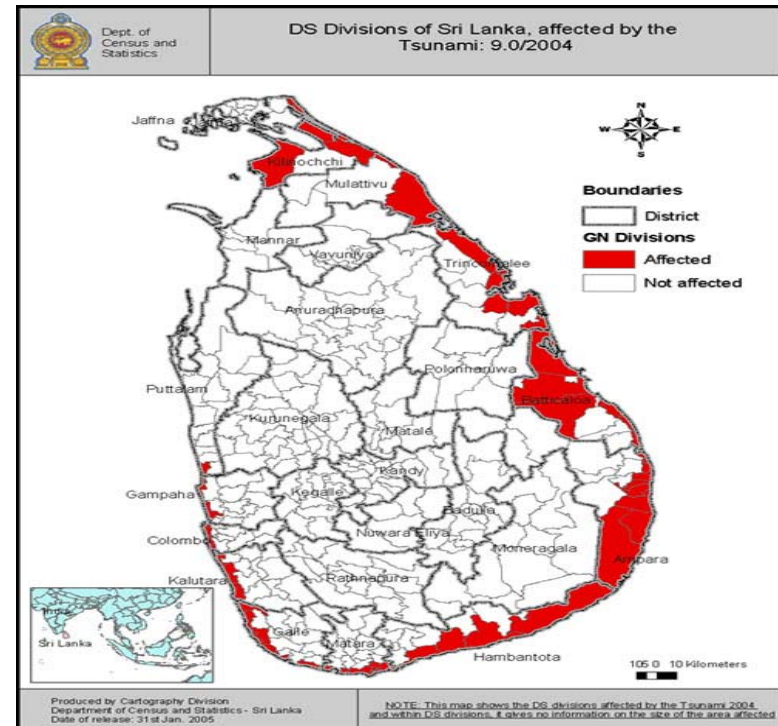 Dept. of
Census and
Statistics
DS Divisions of Sri Lanka, affected by the
Tsunami: 9.0/2004
N
W E
S
Jaffna
Kilinochchi
Mulattivu
Boundaries
District
GN Divisions
Affected
Not affected
Mannar
Vavuniya
Trincomalee
Anuradhapura
Polonnaruwa
Puttalam
Batticaloa
Kurunegala
Matale
Kandy
Gampaha
Kegalle
Badulla
Colombo
Nuwara Eliya
Moneragala
Ampara
Kalutara
Rathnapura
India
Sri Lanka
Galle
Matara
Hambantota
105 0 10 Kilometers
Produced by Cartography Division
Department of Census and Statistics - Sri Lanka
Date of release: 31st Jan. 2005
NOTE: This map shows the DS divisions affected by the Tsunami 2004
and within DS divisions, it gives no information on the size of the area affected